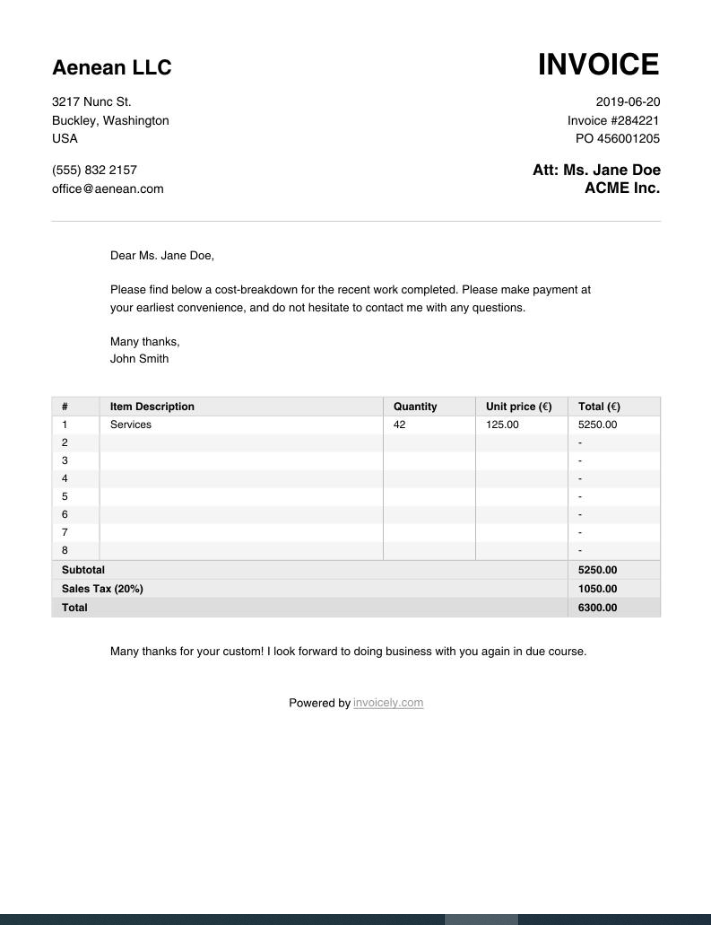 Aenean LLC
INVOICE
3217 Nunc St.
Buckley, Washington
USA
2019-06-20
Invoice #284221
PO 456001205
(555) 832 2157
office@aenean.com
Att: Ms. Jane Doe
ACME Inc.
Dear Ms. Jane Doe,
Please find below a cost-breakdown for the recent work completed. Please make payment at
your earliest convenience, and do not hesitate to contact me with any questions.
Many thanks,
John Smith
# Item Description Quantity Unit price (€) Total (€)
1 Services 42 125.00 5250.00
2 -
3 -
4 -
5 -
6 -
7 -
8 -
Subtotal 5250.00
Sales Tax (20%) 1050.00
Total 6300.00
Many thanks for your custom! I look forward to doing business with you again in due course.
Powered by invoicely.com